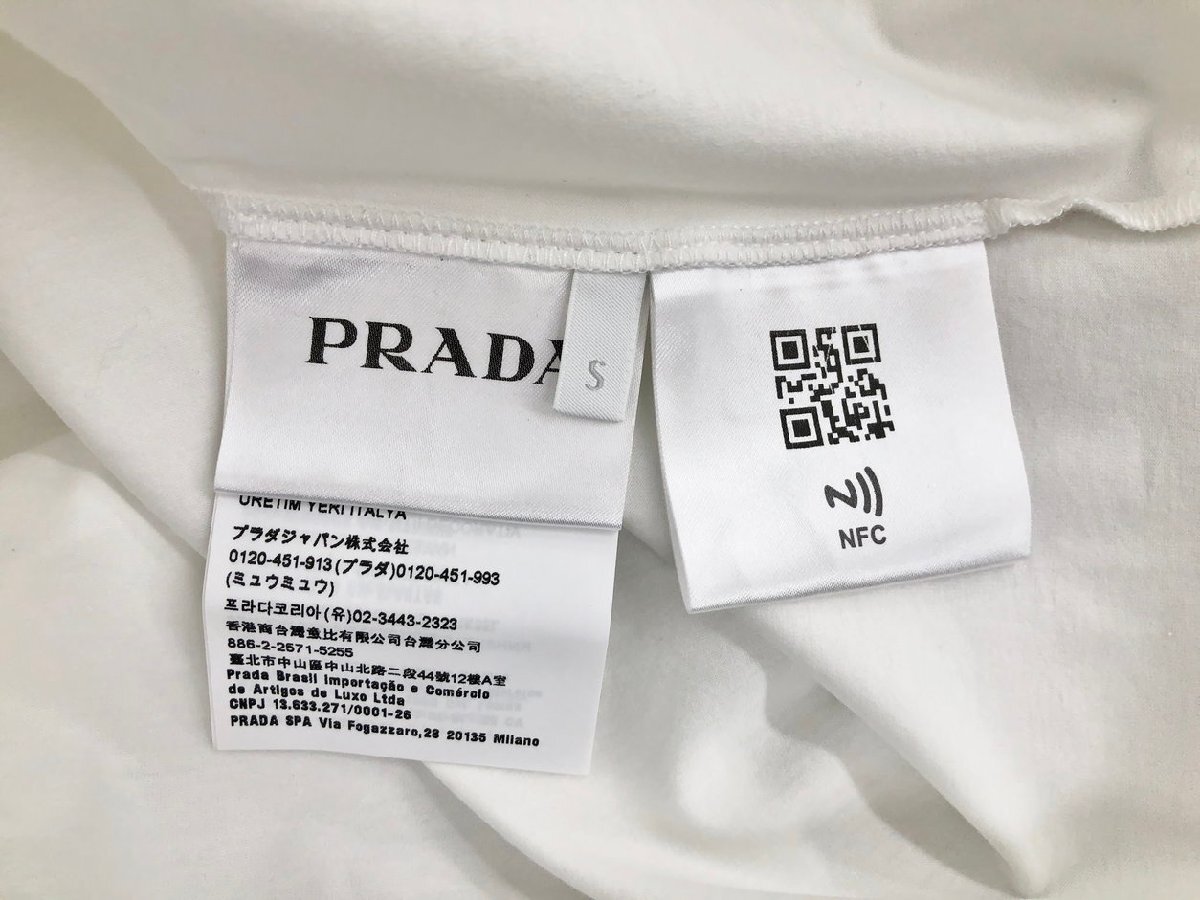 PRADA
S
NFC
ÜRETİM YERİ İTALYA
プラダジャパン株式会社
0120-451-913 (プラダ)0120-451-993
(ミュウミュウ)
프라다코리아(유)02-3443-2323
香港商台灣意比有限公司台灣分公司
886-2-2571-5255
臺北市中山區中山北路二段44號12樓A室
Prada Brasil Importação e Comércio
de Artigos de Luxo Ltda
CNPJ 13.633.271/0001-26
PRADA SPA Via Fogazzaro,28 20135 Milano